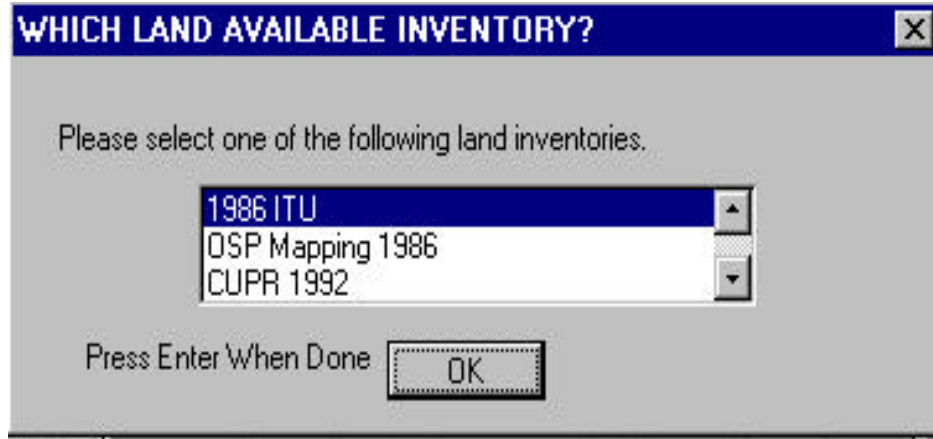 WHICH LAND AVAILABLE INVENTORY?
Please select one of the following land inventories.
1986 ITU
OSP Mapping 1986
CUPR 1992
Press Enter When Done OK